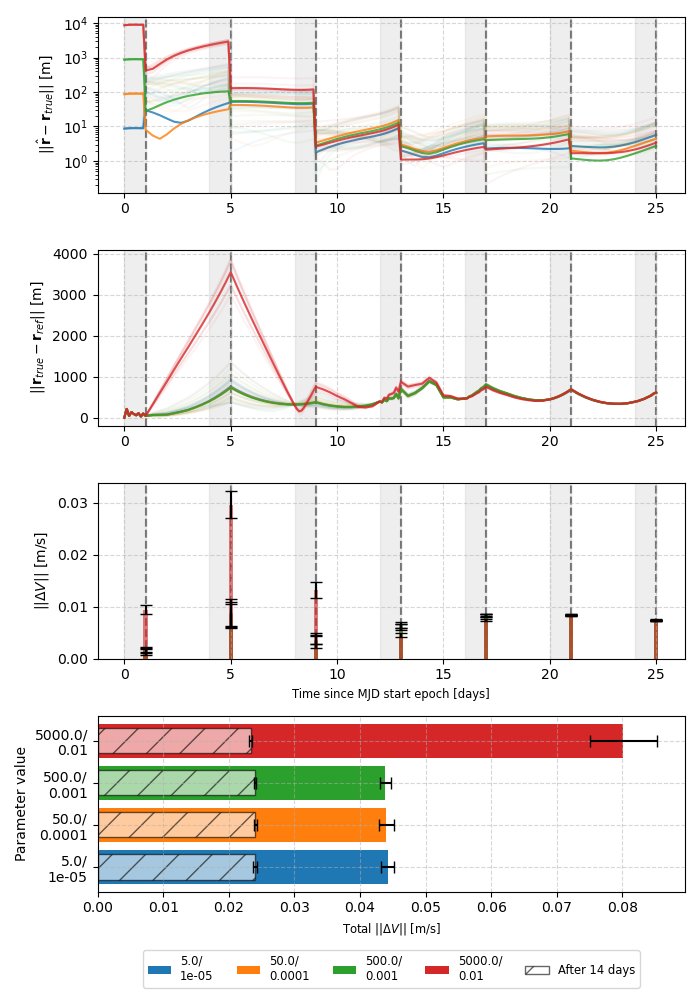 ||r̂ − r_true|| [m]
10⁴
10³
10²
10¹
10⁰
0 5 10 15 20 25
||r_true − r_ref|| [m]
4000
3000
2000
1000
0
0 5 10 15 20 25
||ΔV|| [m/s]
0.03
0.02
0.01
0.00
0 5 10 15 20 25
Time since MJD start epoch [days]
Parameter value
5000.0/
0.01
500.0/
0.001
50.0/
0.0001
5.0/
1e-05
0.00 0.01 0.02 0.03 0.04 0.05 0.06 0.07 0.08
Total ||ΔV|| [m/s]
5.0/
1e-05
50.0/
0.0001
500.0/
0.001
5000.0/
0.01
After 14 days